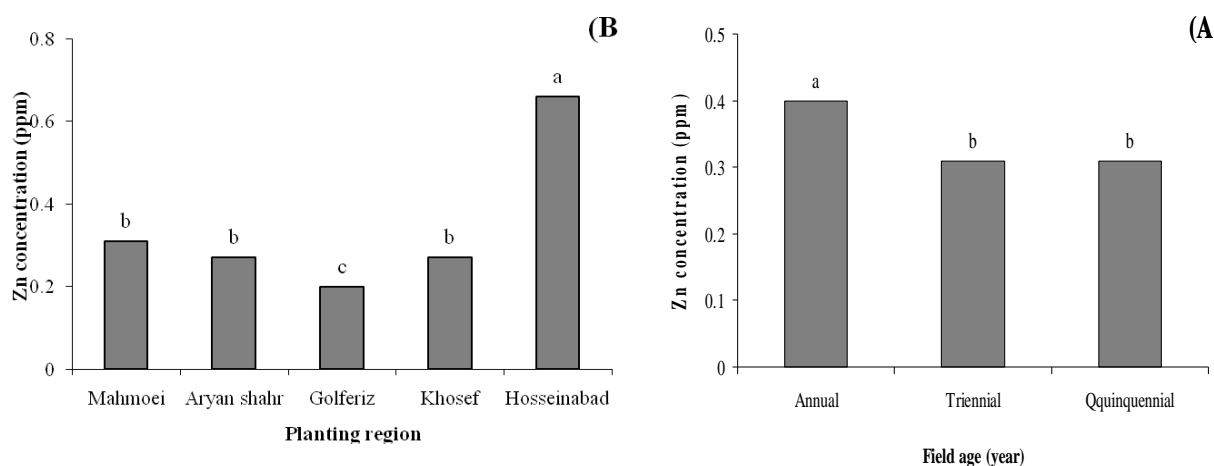 (B
0.8
0.6
0.4
0.2
0
Zn concentration (ppm)
b
b
c
b
a
Mahmoei Aryan shahr Golferiz Khosef Hosseinabad
Planting region
(A
0.5
0.4
0.3
0.2
0.1
0
Zn concentration (ppm)
a
b
b
Annual Triennial Qquinquennial
Field age (year)